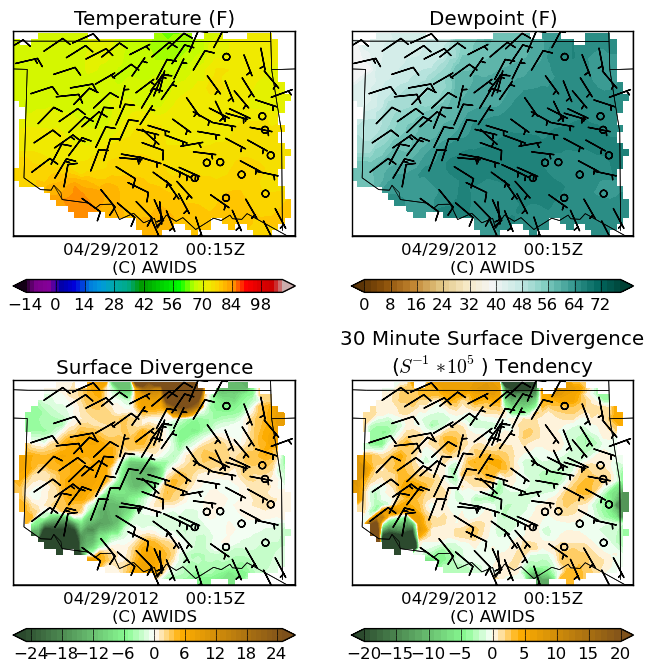 Temperature (F)
Dewpoint (F)
04/29/2012 00:15Z
(C) AWIDS
04/29/2012 00:15Z
(C) AWIDS
−14 0 14 28 42 56 70 84 98
0 8 16 24 32 40 48 56 64 72
Surface Divergence
30 Minute Surface Divergence
(S⁻¹ *10⁵ ) Tendency
04/29/2012 00:15Z
(C) AWIDS
04/29/2012 00:15Z
(C) AWIDS
−24 −18 −12 −6 0 6 12 18 24
−20 −15 −10 −5 0 5 10 15 20